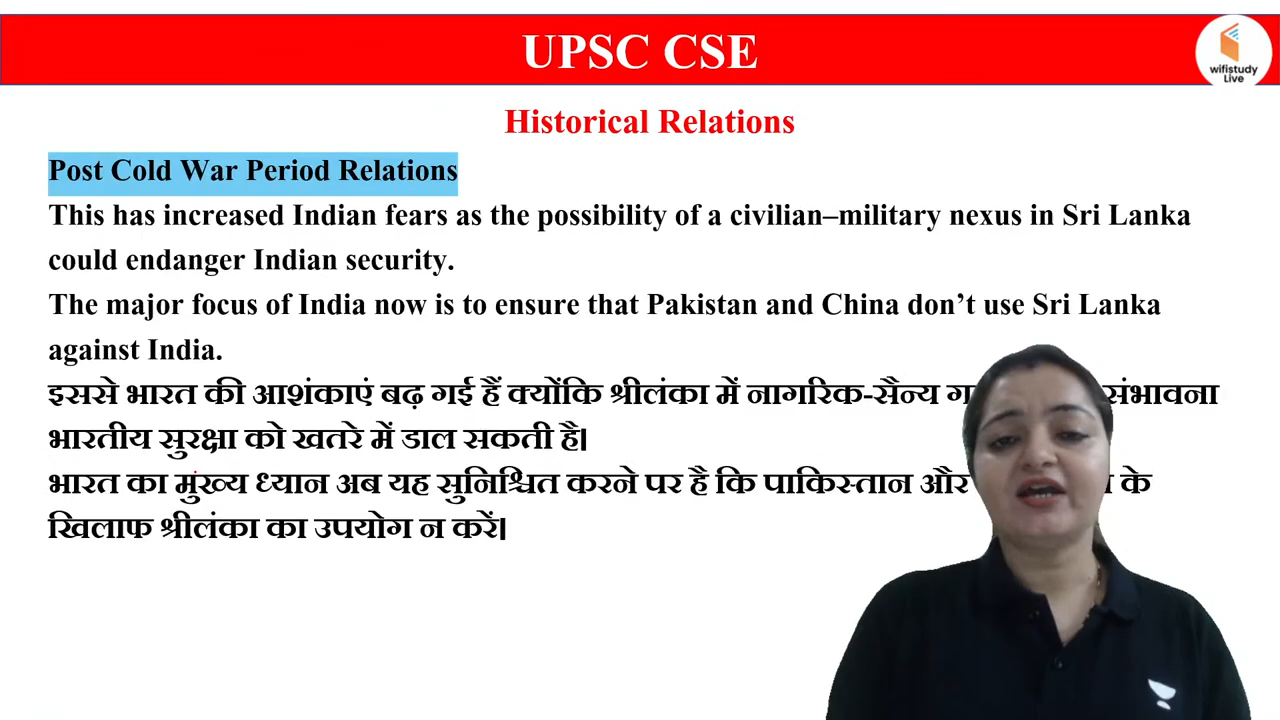 UPSC CSE
wifistudy
Live
Historical Relations
Post Cold War Period Relations
This has increased Indian fears as the possibility of a civilian–military nexus in Sri Lanka
could endanger Indian security.
The major focus of India now is to ensure that Pakistan and China don’t use Sri Lanka
against India.
इससे भारत की आशंकाएं बढ़ गई हैं क्योंकि श्रीलंका में नागरिक-सैन्य संभावना
भारतीय सुरक्षा को खतरे में डाल सकती है।
भारत का मुख्य ध्यान अब यह सुनिश्चित करने पर है कि पाकिस्तान और के
खिलाफ श्रीलंका का उपयोग न करें।